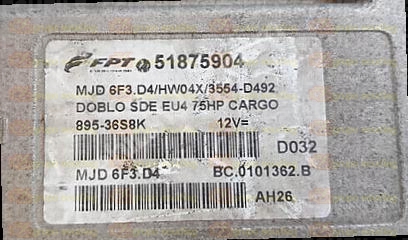 FPT 51875904
MJD 6F3.D4/HW04X/3554-D492
DOBLO SDE EU4 75HP CARGO
895-36S8K 12V=
D032
MJD 6F3.D4 BC.0101362.B
AH26